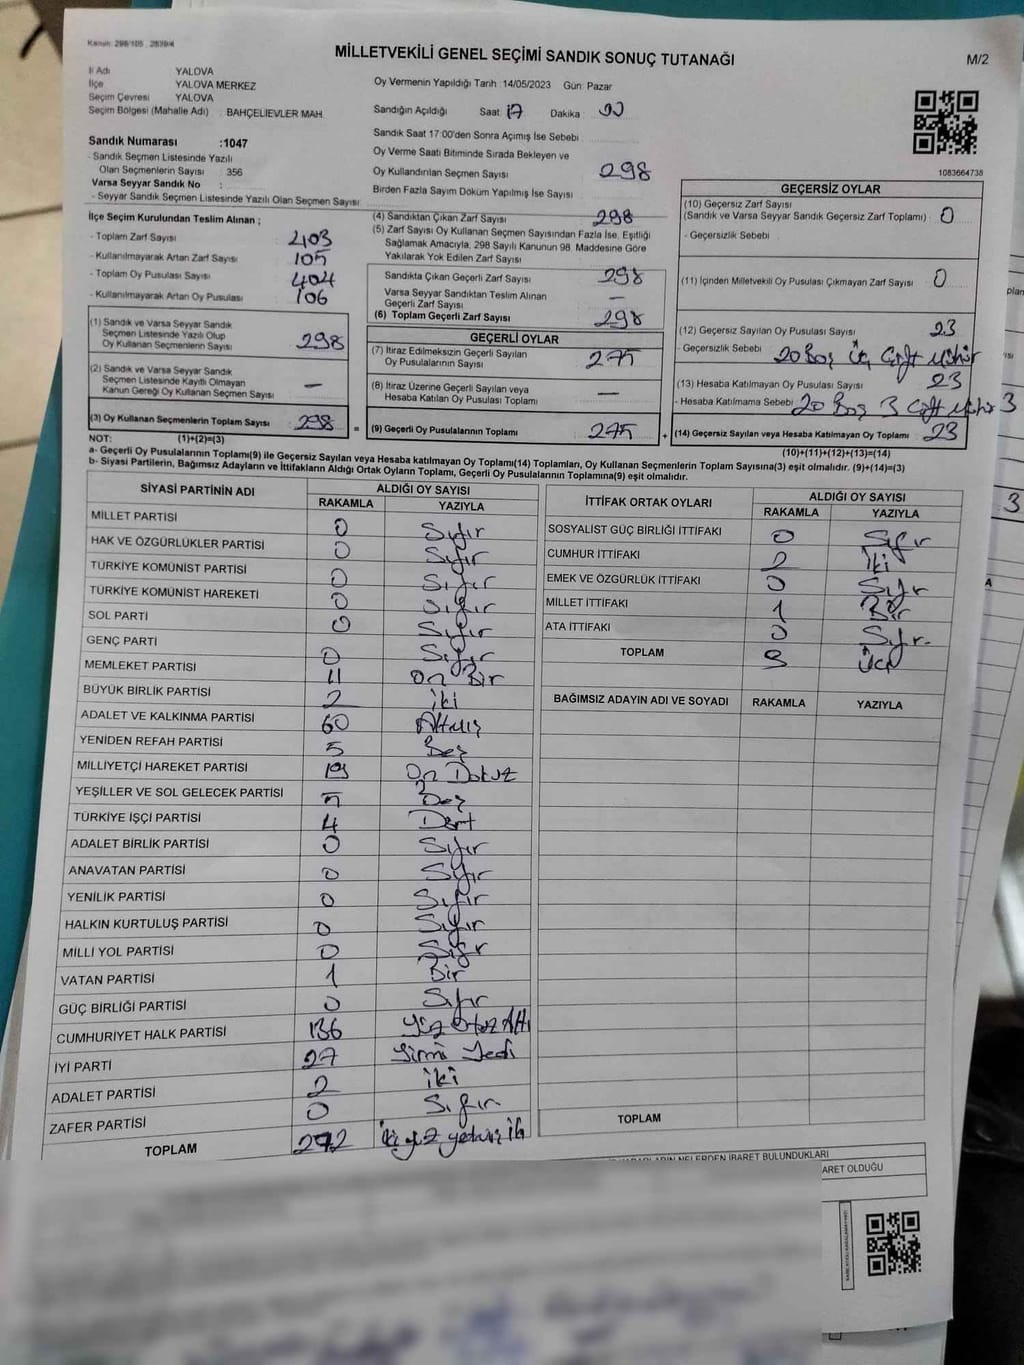 Kanun: 298/105 , 2839/4
MİLLETVEKİLİ GENEL SEÇİMİ SANDIK SONUÇ TUTANAĞI
M/2
İl Adı YALOVA
İlçe YALOVA MERKEZ
Seçim Çevresi YALOVA
Seçim Bölgesi (Mahalle Adı) : BAHÇELİEVLER MAH.
Sandık Numarası :1047
- Sandık Seçmen Listesinde Yazılı
Olan Seçmenlerin Sayısı : 356
Varsa Seyyar Sandık No :
- Seyyar Sandık Seçmen Listesinde Yazılı Olan Seçmen Sayısı:
Oy Vermenin Yapıldığı Tarih :14/05/2023 Gün: Pazar
Sandığın Açıldığı Saat: 17 Dakika :
Sandık Saat 17:00'den Sonra Açımış İse Sebebi :
Oy Verme Saati Bitiminde Sırada Bekleyen ve
Oy Kullandırılan Seçmen Sayısı : 298
Birden Fazla Sayım Döküm Yapılmış İse Sayısı :
1083664738
İlçe Seçim Kurulundan Teslim Alınan ;
- Toplam Zarf Sayısı : 403
- Kullanılmayarak Artan Zarf Sayısı : 105
- Toplam Oy Pusulası Sayısı : 404
- Kullanılmayarak Artan Oy Pusulası : 106
(1) Sandık ve Varsa Seyyar Sandık
Seçmen Listesinde Yazılı Olup
Oy Kullanan Seçmenlerin Sayısı : 298
(2) Sandık ve Varsa Seyyar Sandık
Seçmen Listesinde Kayıtlı Olmayan
Kanun Gereği Oy Kullanan Seçmen Sayısı : —
(3) Oy Kullanan Seçmenlerin Toplam Sayısı : 298
(4) Sandıktan Çıkan Zarf Sayısı : 298
(5) Zarf Sayısı Oy Kullanan Seçmen Sayısından Fazla İse, Eşitliği
Sağlamak Amacıyla, 298 Sayılı Kanunun 98. Maddesine Göre
Yakılarak Yok Edilen Zarf Sayısı :
Sandıkta Çıkan Geçerli Zarf Sayısı : 298
Varsa Seyyar Sandıktan Teslim Alınan
Geçerli Zarf Sayısı : —
(6) Toplam Geçerli Zarf Sayısı : 298
GEÇERLİ OYLAR
(7) İtiraz Edilmeksizin Geçerli Sayılan
Oy Pusulalarının Sayısı : 275
(8) İtiraz Üzerine Geçerli Sayılan veya
Hesaba Katılan Oy Pusulası Toplamı : —
= (9) Geçerli Oy Pusulalarının Toplamı : 275
GEÇERSİZ OYLAR
(10) Geçersiz Zarf Sayısı
(Sandık ve Varsa Seyyar Sandık Geçersiz Zarf Toplamı) : 0
- Geçersizlik Sebebi :
(11) İçinden Milletvekili Oy Pusulası Çıkmayan Zarf Sayısı : 0
(12) Geçersiz Sayılan Oy Pusulası Sayısı : 23
- Geçersizlik Sebebi : 20 Boş Üç Çift Mühür
(13) Hesaba Katılmayan Oy Pusulası Sayısı : 23
- Hesaba Katılmama Sebebi : 20 Boş 3 Çift Mühür 3
+ (14) Geçersiz Sayılan veya Hesaba Katılmayan Oy Toplamı : 23
NOT: (1)+(2)=(3)
(10)+(11)+(12)+(13)=(14)
a- Geçerli Oy Pusulalarının Toplamı(9) ile Geçersiz Sayılan veya Hesaba katılmayan Oy Toplamı(14) Toplamları, Oy Kullanan Seçmenlerin Toplam Sayısına(3) eşit olmalıdır. (9)+(14)=(3)
b- Siyasi Partilerin, Bağımsız Adayların ve İttifakların Aldığı Ortak Oyların Toplamı, Geçerli Oy Pusulalarının Toplamına(9) eşit olmalıdır.
SİYASİ PARTİNİN ADI ALDIĞI OY SAYISI
RAKAMLA YAZIYLA
MİLLET PARTİSİ 0 Sıfır
HAK VE ÖZGÜRLÜKLER PARTİSİ 0 Sıfır
TÜRKİYE KOMÜNİST PARTİSİ 0 Sıfır
TÜRKİYE KOMÜNİST HAREKETİ 0 Sıfır
SOL PARTİ 0 Sıfır
GENÇ PARTİ 0 Sıfır
MEMLEKET PARTİSİ 11 On Bir
BÜYÜK BİRLİK PARTİSİ 2 iki
ADALET VE KALKINMA PARTİSİ 60 Altmış
YENİDEN REFAH PARTİSİ 5 Beş
MİLLİYETÇİ HAREKET PARTİSİ 19 On Dokuz
YEŞİLLER VE SOL GELECEK PARTİSİ 5 Beş
TÜRKİYE İŞÇİ PARTİSİ 4 Dört
ADALET BİRLİK PARTİSİ 0 Sıfır
ANAVATAN PARTİSİ 0 Sıfır
YENİLİK PARTİSİ 0 Sıfır
HALKIN KURTULUŞ PARTİSİ 0 Sıfır
MİLLİ YOL PARTİSİ 0 Sıfır
VATAN PARTİSİ 1 Bir
GÜÇ BİRLİĞİ PARTİSİ 0 Sıfır
CUMHURİYET HALK PARTİSİ 136 Yüz Otuz Altı
İYİ PARTİ 27 Yirmi Yedi
ADALET PARTİSİ 2 iki
ZAFER PARTİSİ 0 Sıfır
TOPLAM 272 iki yüz yetmiş iki
İTTİFAK ORTAK OYLARI ALDIĞI OY SAYISI
RAKAMLA YAZIYLA
SOSYALİST GÜÇ BİRLİĞİ İTTİFAKI 0 Sıfır
CUMHUR İTTİFAKI 2 İki
EMEK VE ÖZGÜRLÜK İTTİFAKI 0 Sıfır
MİLLET İTTİFAKI 1 Bir
ATA İTTİFAKI 0 Sıfır.
TOPLAM 3 Üç
BAĞIMSIZ ADAYIN ADI VE SOYADI RAKAMLA YAZIYLA
TOPLAM
NELERDEN İBARET BULUNDUKLARI
ARET OLDUĞU